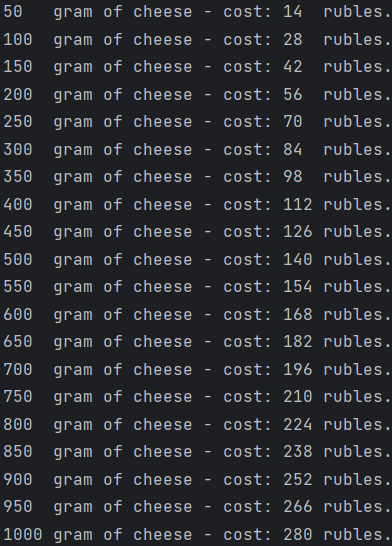 50   gram of cheese - cost: 14  rubles.
100  gram of cheese - cost: 28  rubles.
150  gram of cheese - cost: 42  rubles.
200  gram of cheese - cost: 56  rubles.
250  gram of cheese - cost: 70  rubles.
300  gram of cheese - cost: 84  rubles.
350  gram of cheese - cost: 98  rubles.
400  gram of cheese - cost: 112 rubles.
450  gram of cheese - cost: 126 rubles.
500  gram of cheese - cost: 140 rubles.
550  gram of cheese - cost: 154 rubles.
600  gram of cheese - cost: 168 rubles.
650  gram of cheese - cost: 182 rubles.
700  gram of cheese - cost: 196 rubles.
750  gram of cheese - cost: 210 rubles.
800  gram of cheese - cost: 224 rubles.
850  gram of cheese - cost: 238 rubles.
900  gram of cheese - cost: 252 rubles.
950  gram of cheese - cost: 266 rubles.
1000 gram of cheese - cost: 280 rubles.